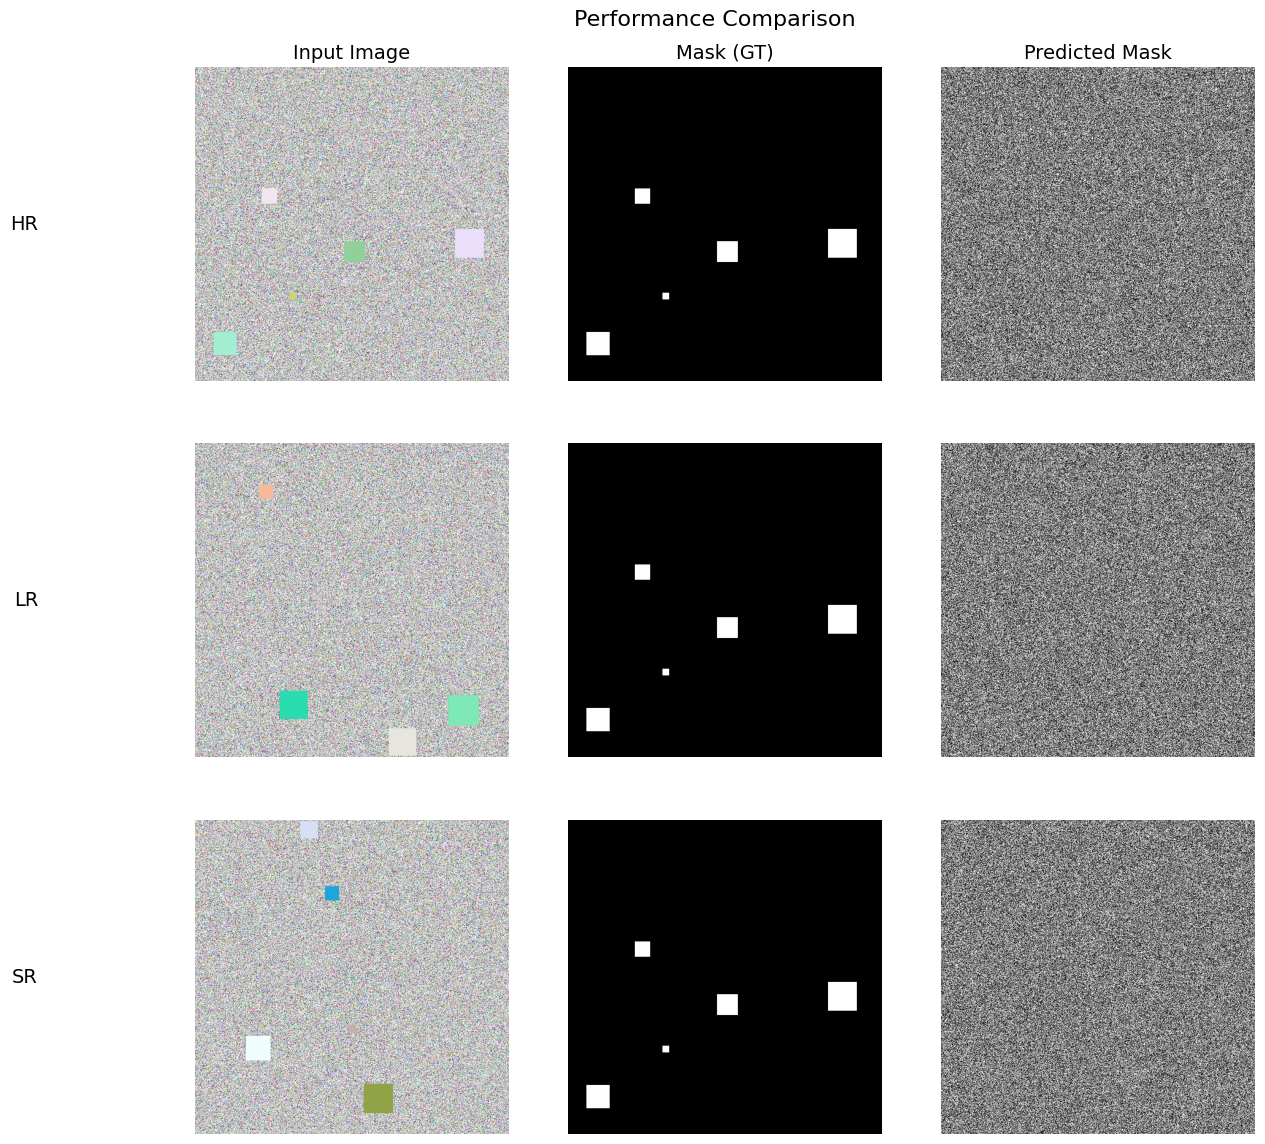 Performance Comparison
Input Image
Mask (GT)
Predicted Mask
HR
LR
SR